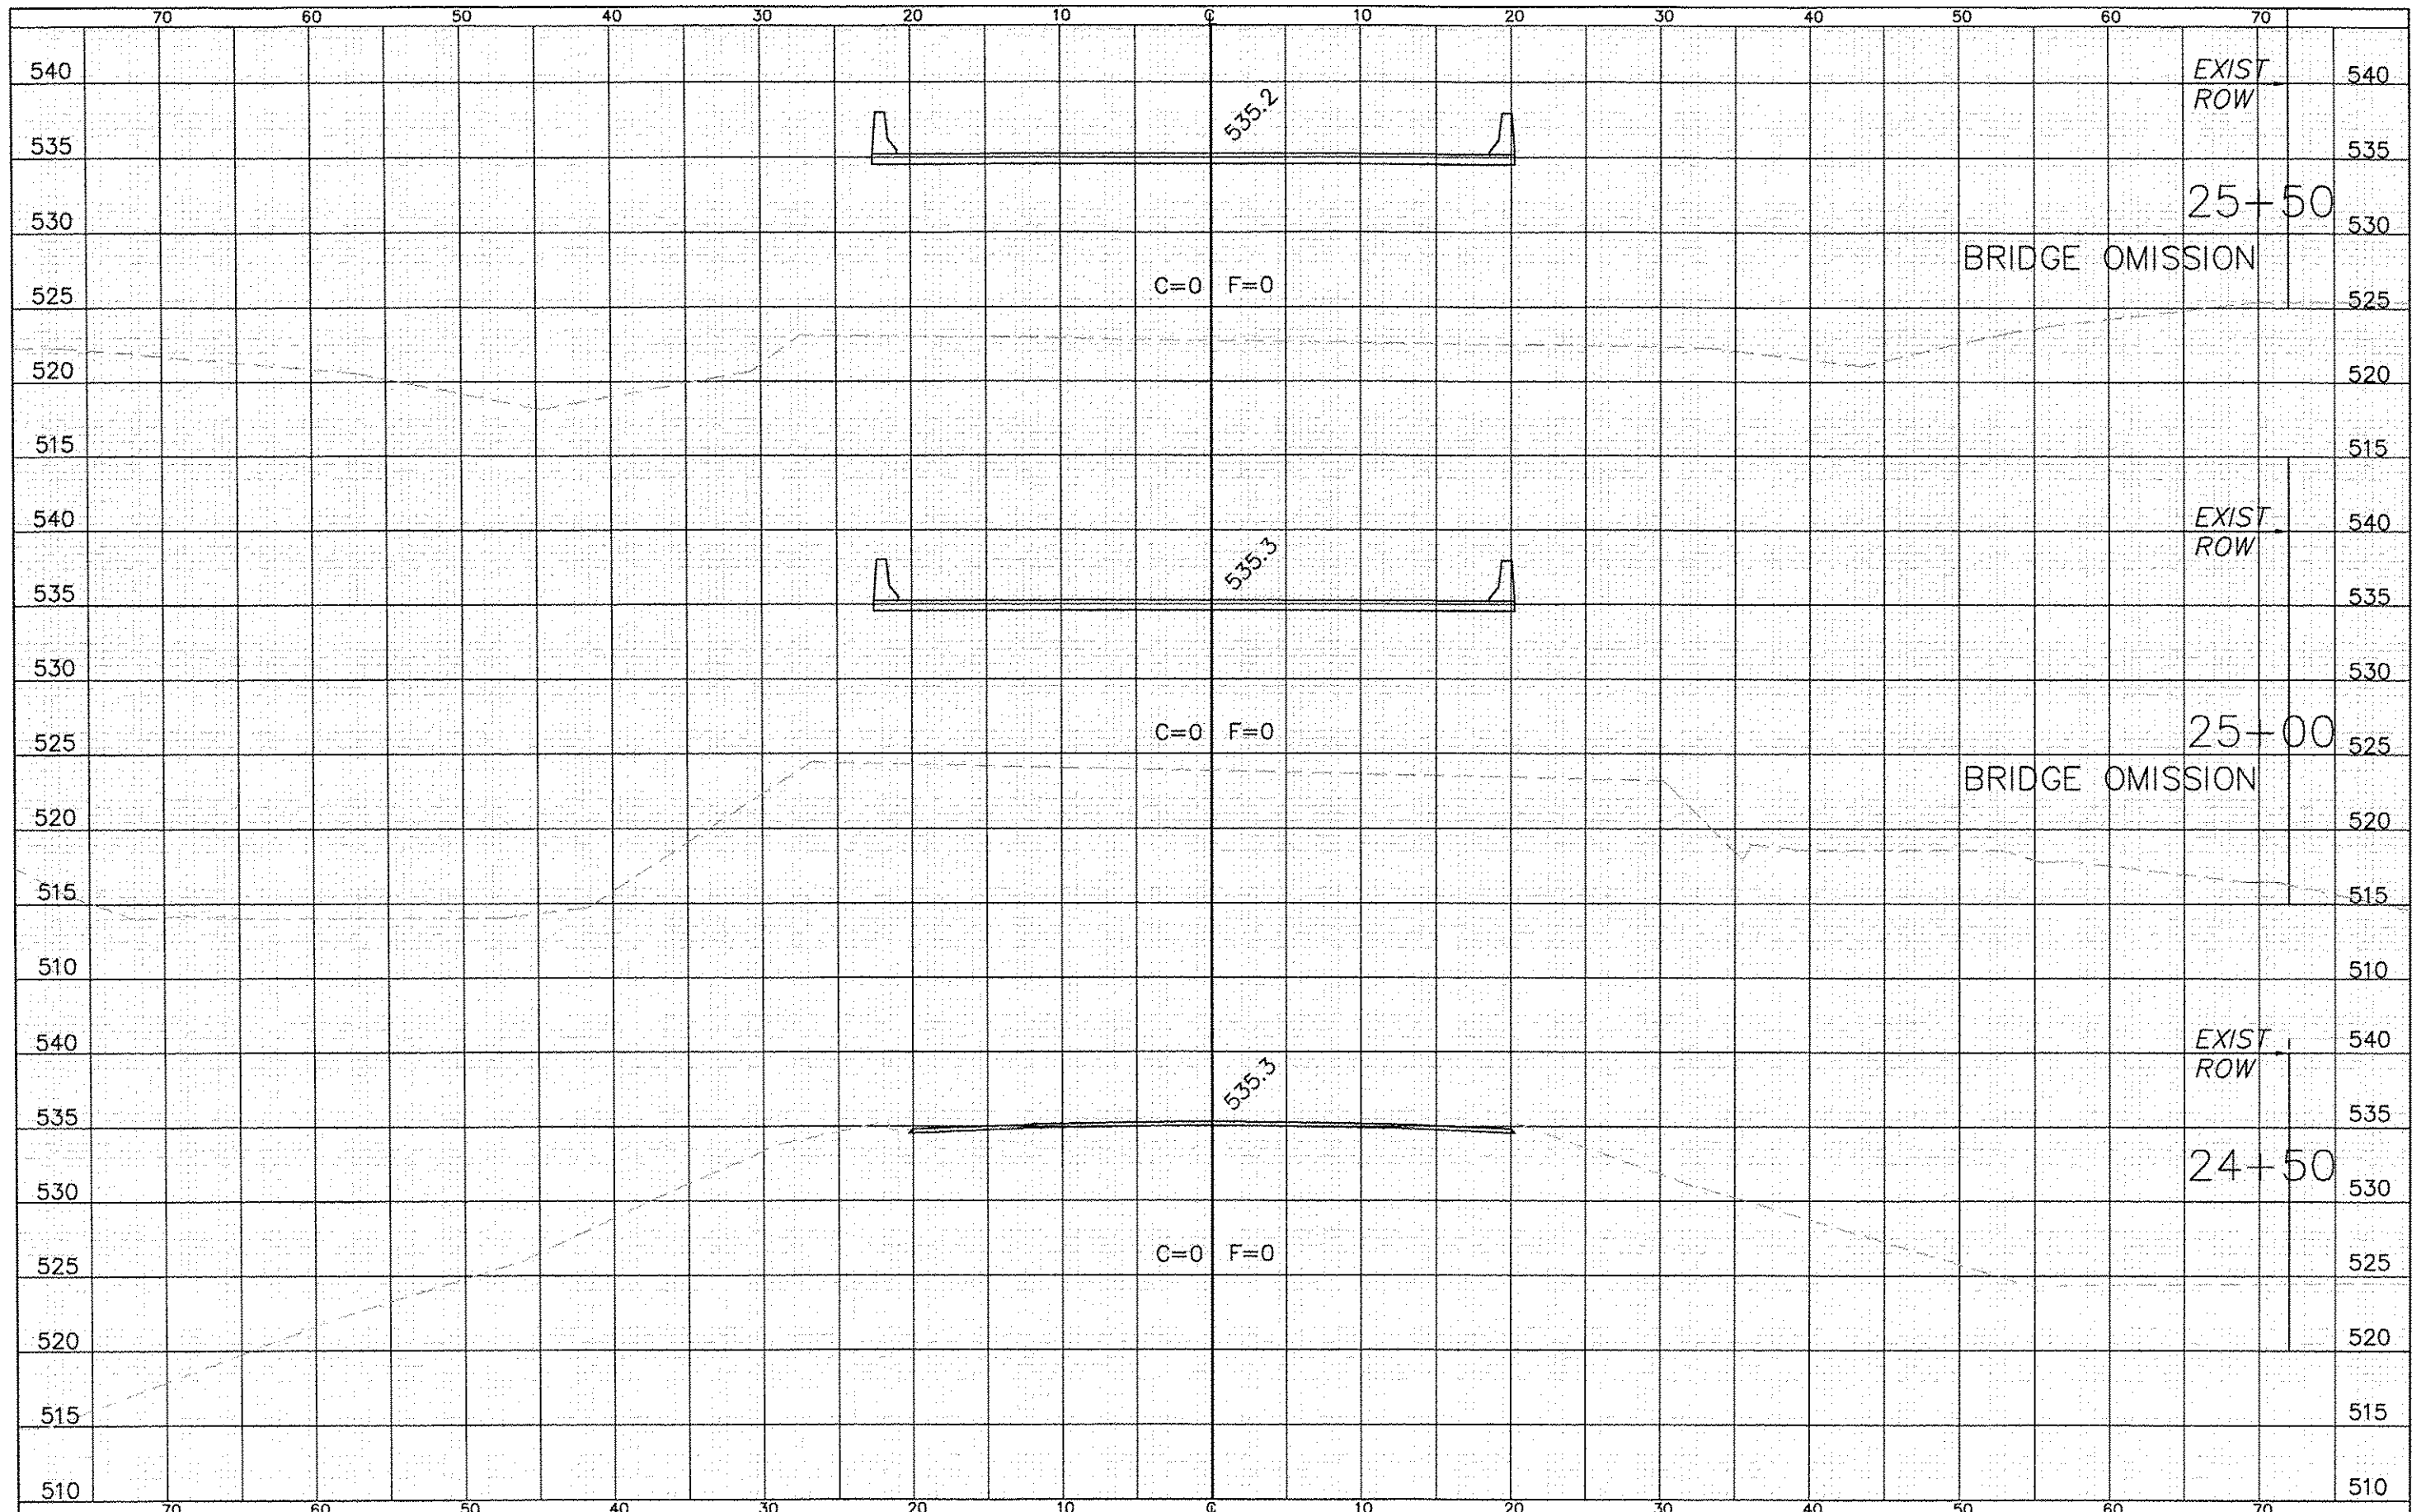 70 60 50 40 30 20 10 ℄ 10 20 30 40 50 60 70
540 EXIST ROW 540
535.2
535 535
25+50
530 530
BRIDGE OMISSION
C=0 F=0
525 525
520 520
515 515
540 EXIST ROW 540
535.3
535 535
530 530
25+00
C=0 F=0
525 525
BRIDGE OMISSION
520 520
515 515
510 510
540 EXIST ROW 540
535.3
535 535
24+50
530 530
C=0 F=0
525 525
520 520
515 515
510 510
70 60 50 40 30 20 10 ℄ 10 20 30 40 50 60 70